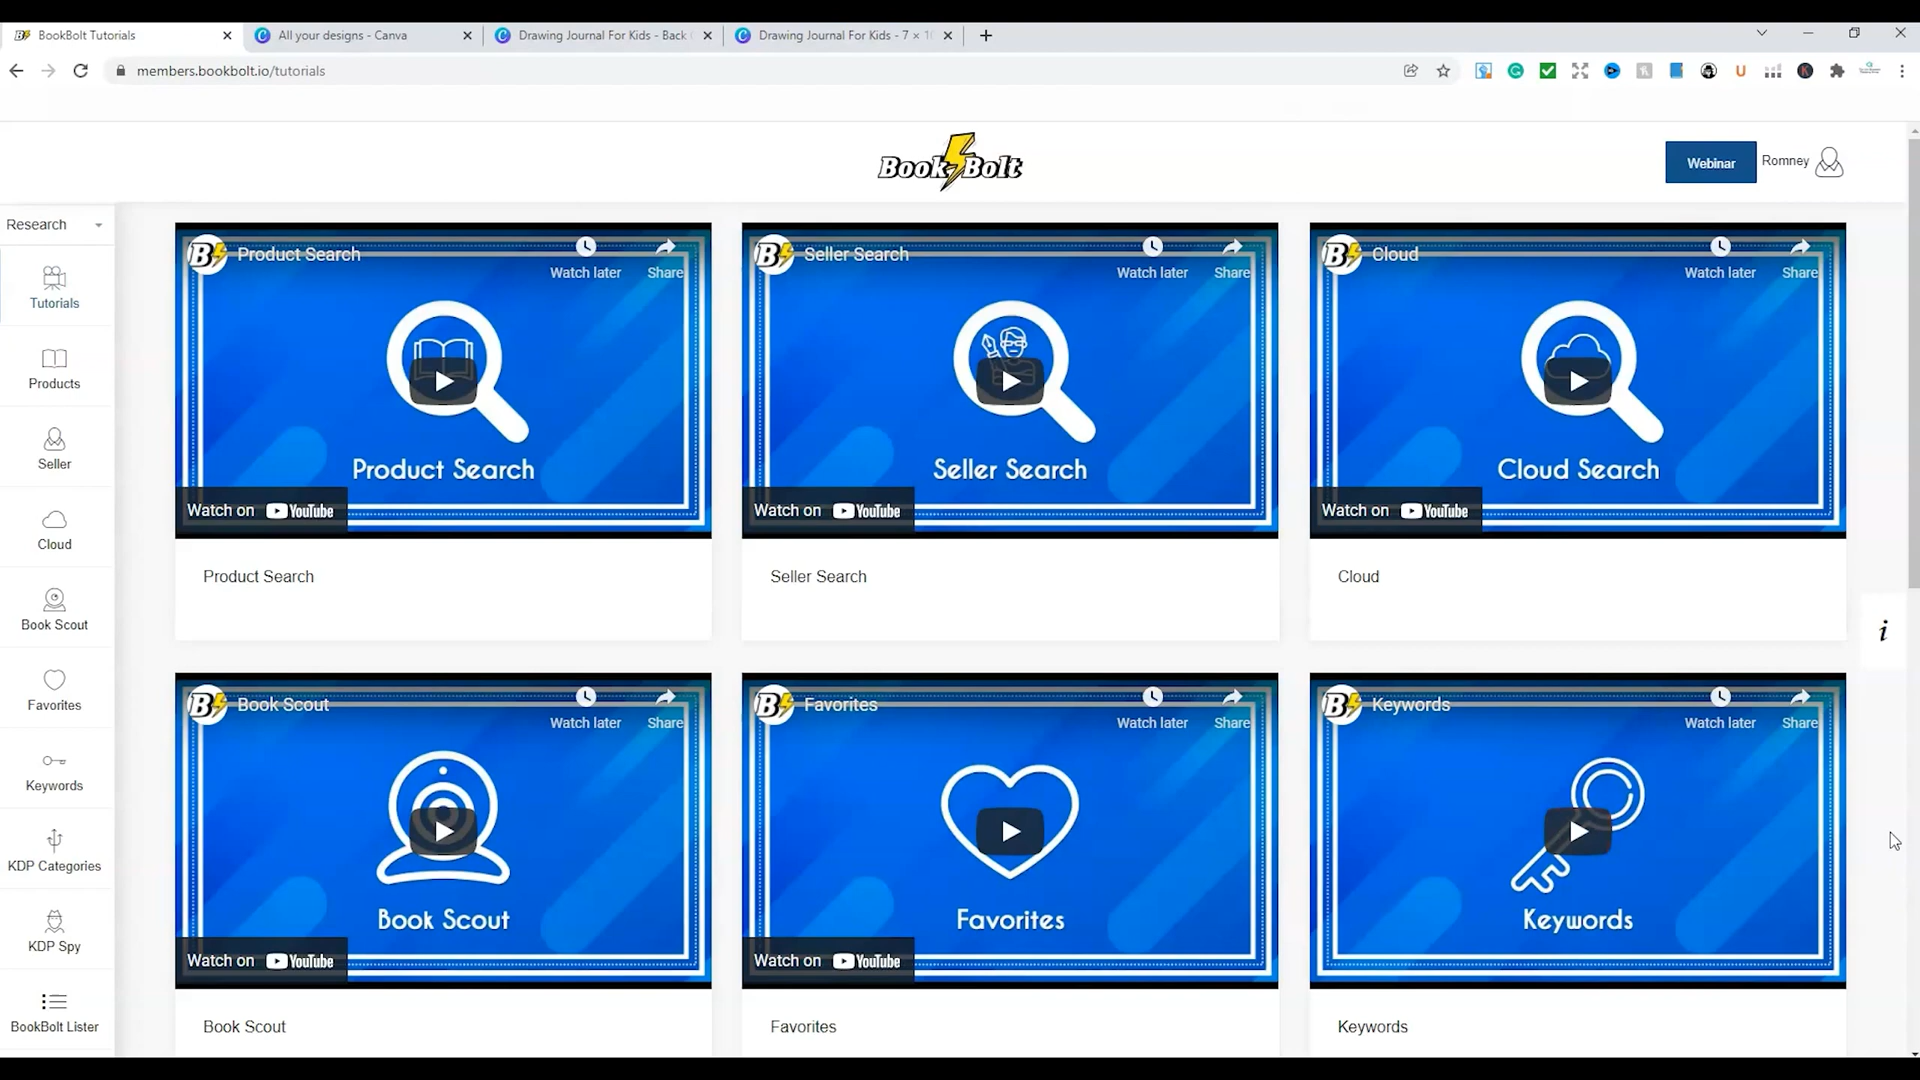 BookBolt Tutorials
All your designs - Canva
Drawing Journal For Kids - Back
Drawing Journal For Kids - 7 × 1
members.bookbolt.io/tutorials
Book Bolt
Webinar
Romney
Research
Tutorials
Products
Seller
Cloud
Book Scout
Favorites
Keywords
KDP Categories
KDP Spy
BookBolt Lister
Product Search
Watch later
Share
Product Search
Watch on YouTube
Product Search
Seller Search
Watch later
Share
Seller Search
Watch on YouTube
Seller Search
Cloud
Watch later
Share
Cloud Search
Watch on YouTube
Cloud
i
Book Scout
Watch later
Share
Book Scout
Watch on YouTube
Book Scout
Favorites
Watch later
Share
Favorites
Watch on YouTube
Favorites
Keywords
Watch later
Share
Keywords
Keywords